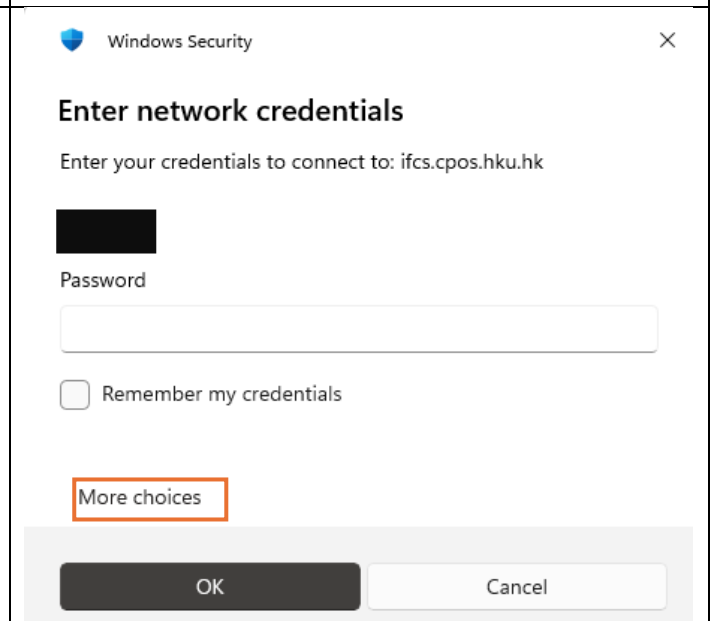 Windows Security
Enter network credentials
Enter your credentials to connect to: ifcs.cpos.hku.hk
Password
Remember my credentials
More choices
OK
Cancel